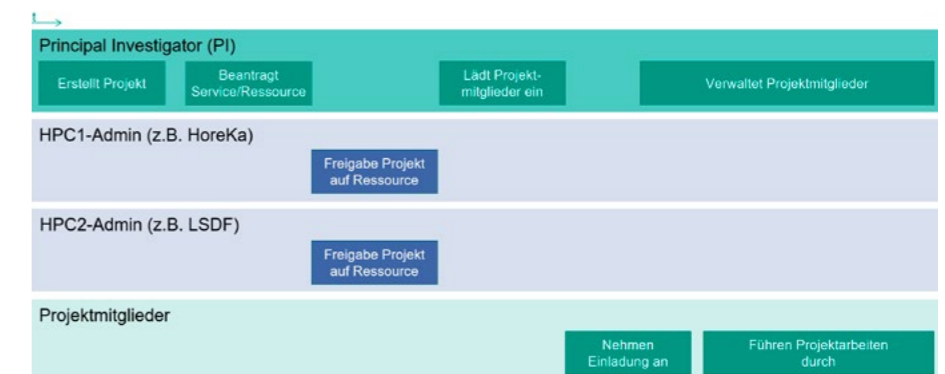 t
Principal Investigator (PI)
Erstellt Projekt
Beantragt
Service/Ressource
Lädt Projekt-
mitglieder ein
Verwaltet Projektmitglieder
HPC1-Admin (z.B. HoreKa)
Freigabe Projekt
auf Ressource
HPC2-Admin (z.B. LSDF)
Freigabe Projekt
auf Ressource
Projektmitglieder
Nehmen
Einladung an
Führen Projektarbeiten
durch